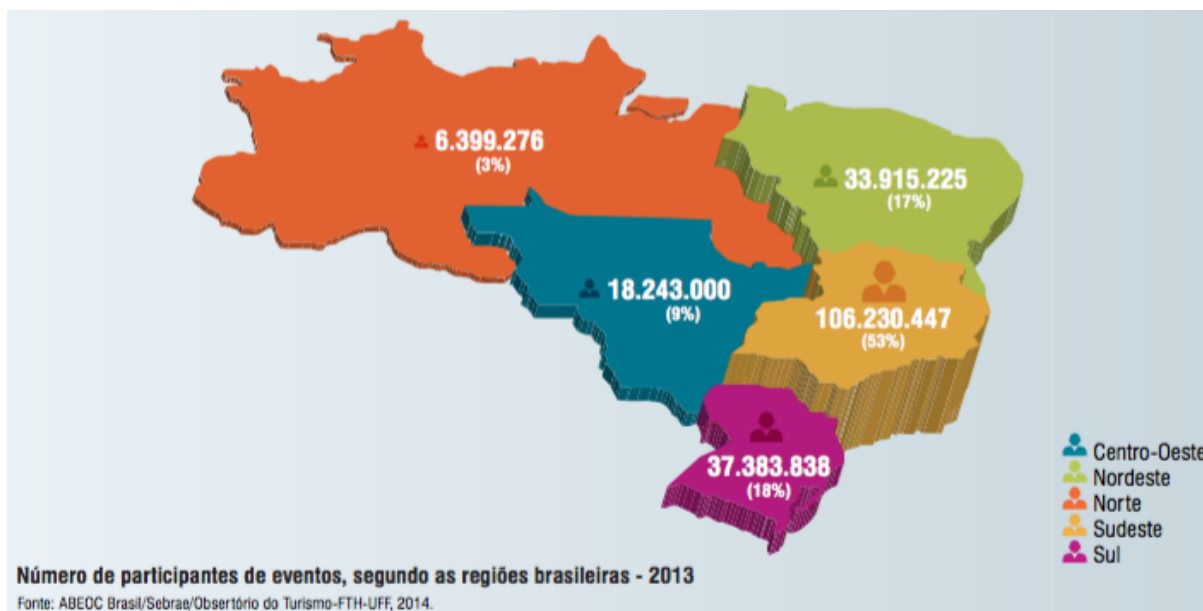 6.399.276
(3%)
33.915.225
(17%)
18.243.000
(9%)
106.230.447
(53%)
37.383.838
(18%)
Centro-Oeste
Nordeste
Norte
Sudeste
Sul
Número de participantes de eventos, segundo as regiões brasileiras - 2013
Fonte: ABEOC Brasil/Sebrae/Obsertório do Turismo-FTH-UFF, 2014.